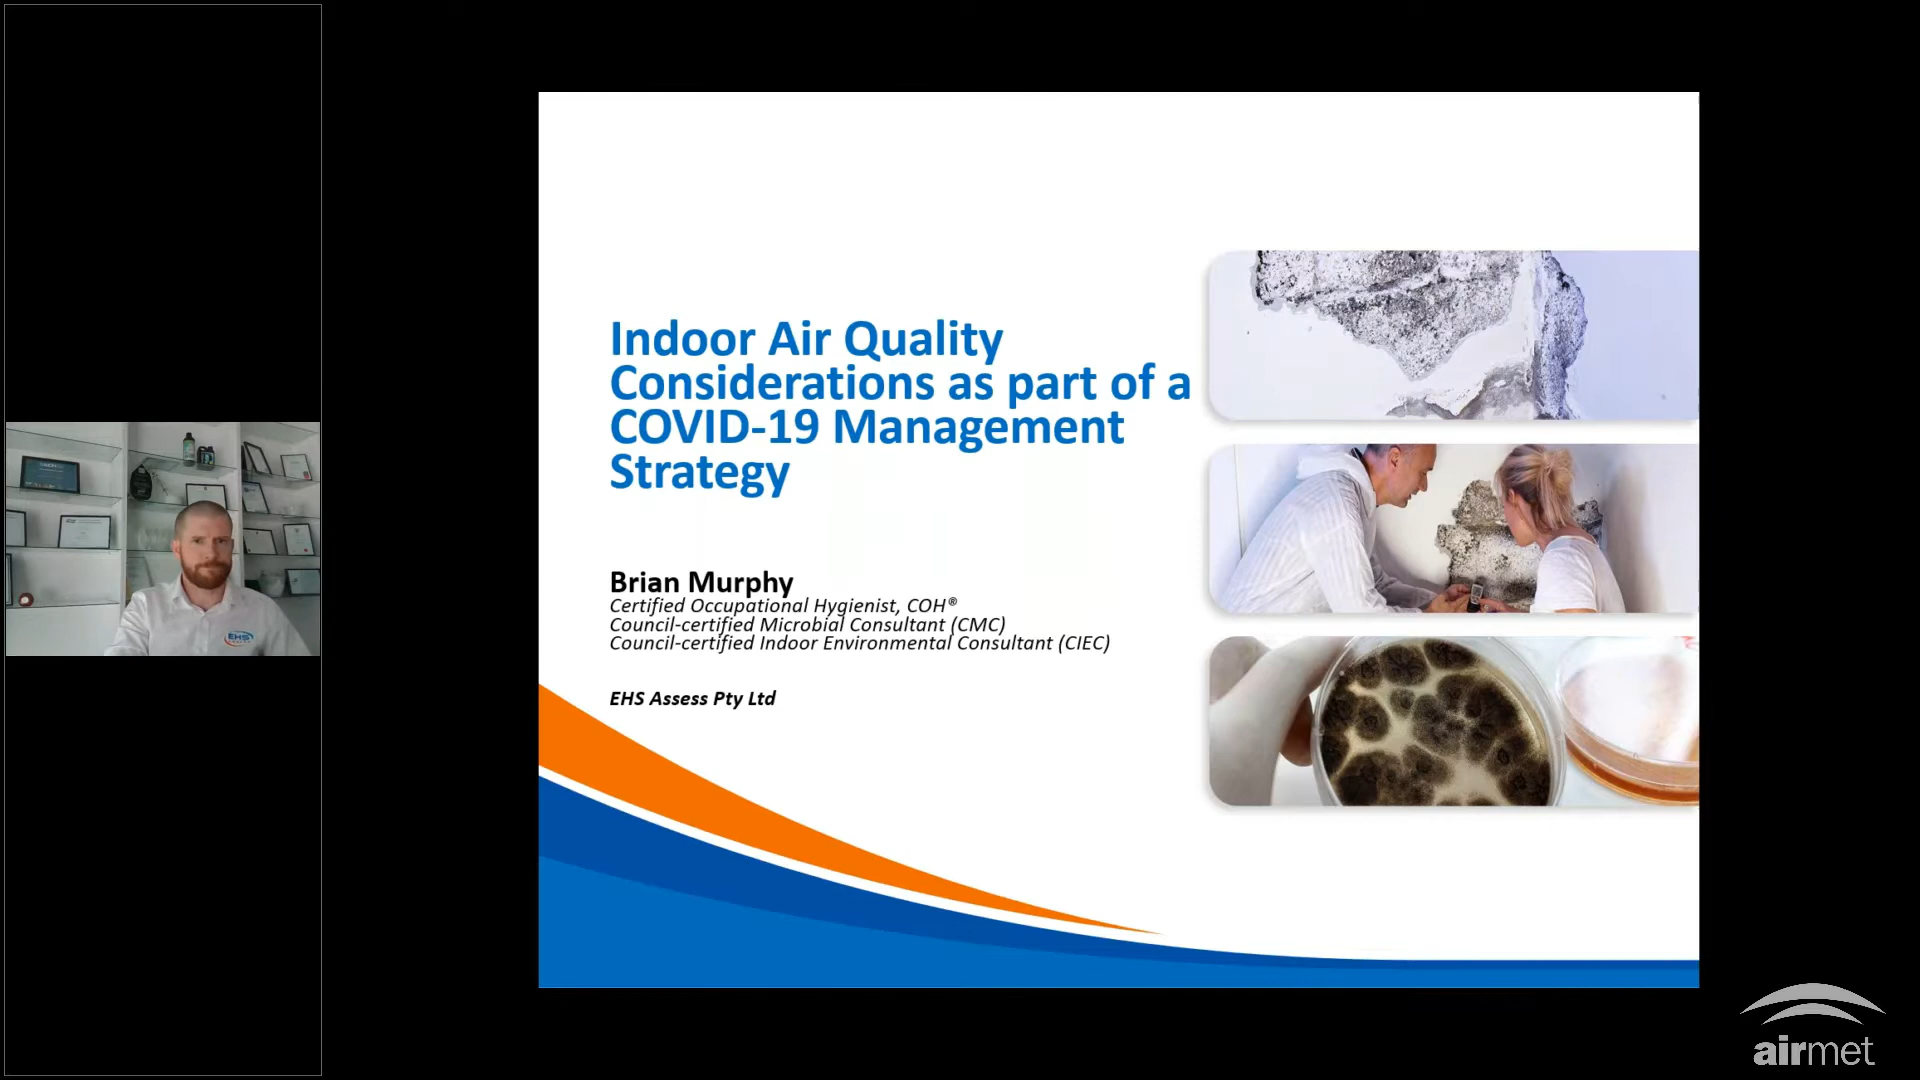 Indoor Air Quality
Considerations as part of a
COVID-19 Management
Strategy
Brian Murphy
Certified Occupational Hygienist, COH®
Council-certified Microbial Consultant (CMC)
Council-certified Indoor Environmental Consultant (CIEC)
EHS Assess Pty Ltd
EHS
airmet